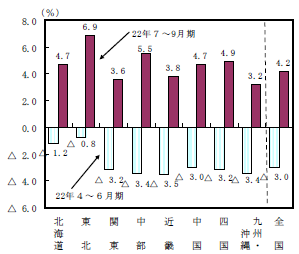 (%)
8.0
6.0
4.0
2.0
0.0
△ 2.0
△ 4.0
△ 6.0
4.7
6.9
3.6
5.5
3.8
4.7
4.9
3.2
4.2
22年7～9月期
△1.2
△0.8
△3.2
△3.4
△3.5
△3.0
△3.2
△3.4
△3.0
22年4～6月期
北海道
東北
関東
中部
近畿
中国
四国
九州・沖縄
全国